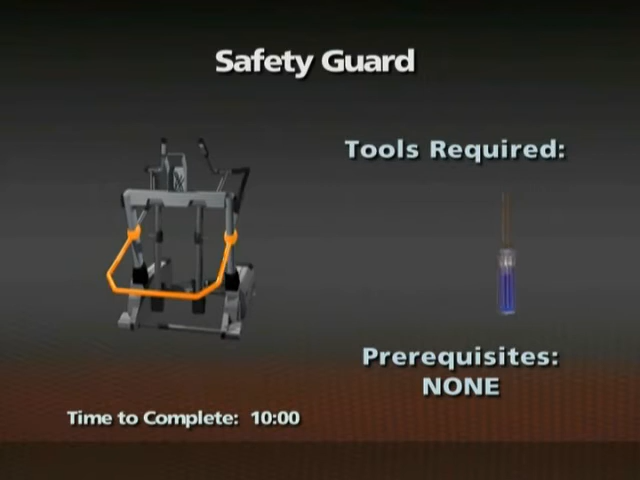 Safety Guard
Tools Required:
Prerequisites:
NONE
Time to Complete: 10:00